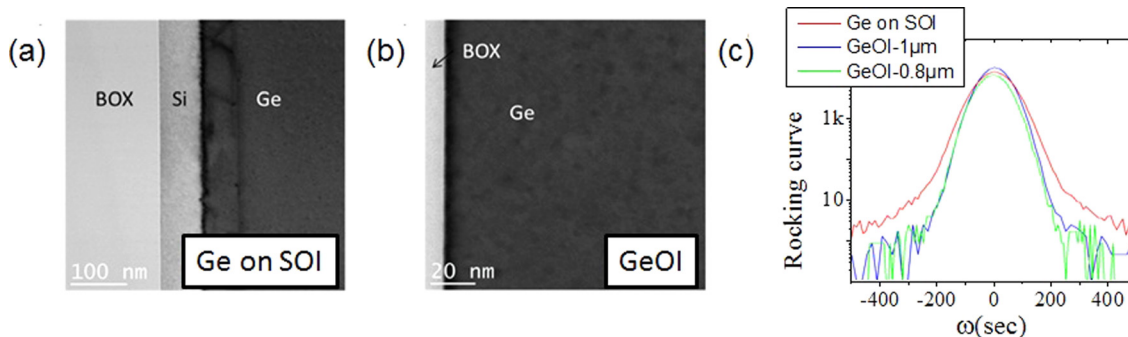 (a)
BOX
Si
Ge
100 nm
Ge on SOI
(b)
BOX
Ge
20 nm
GeOI
(c)
Ge on SOI
GeOI-1µm
GeOI-0.8µm
Rocking curve
11k
10
-400 -200 0 200 400
ω(sec)